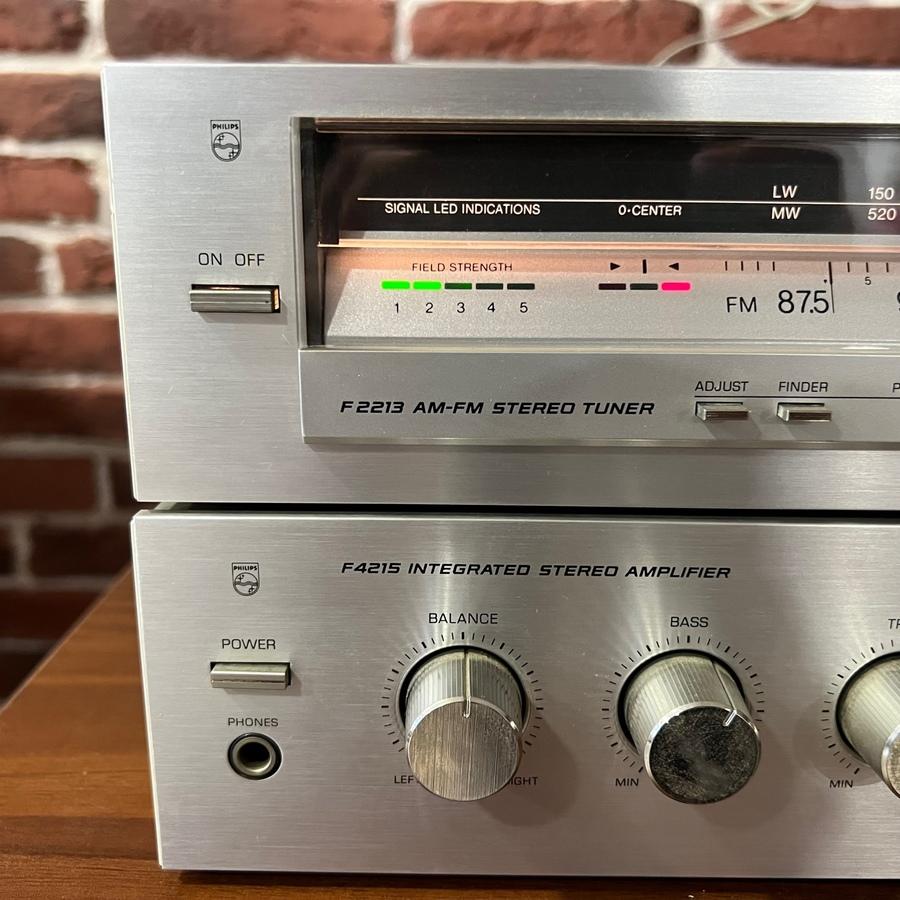 PHILIPS
LW 150
SIGNAL LED INDICATIONS 0·CENTER MW 520
ON OFF
FIELD STRENGTH
1 2 3 4 5
FM 87.5
5
F2213 AM-FM STEREO TUNER
ADJUST FINDER
PHILIPS
F4215 INTEGRATED STEREO AMPLIFIER
BALANCE BASS
POWER
PHONES
MIN MIN